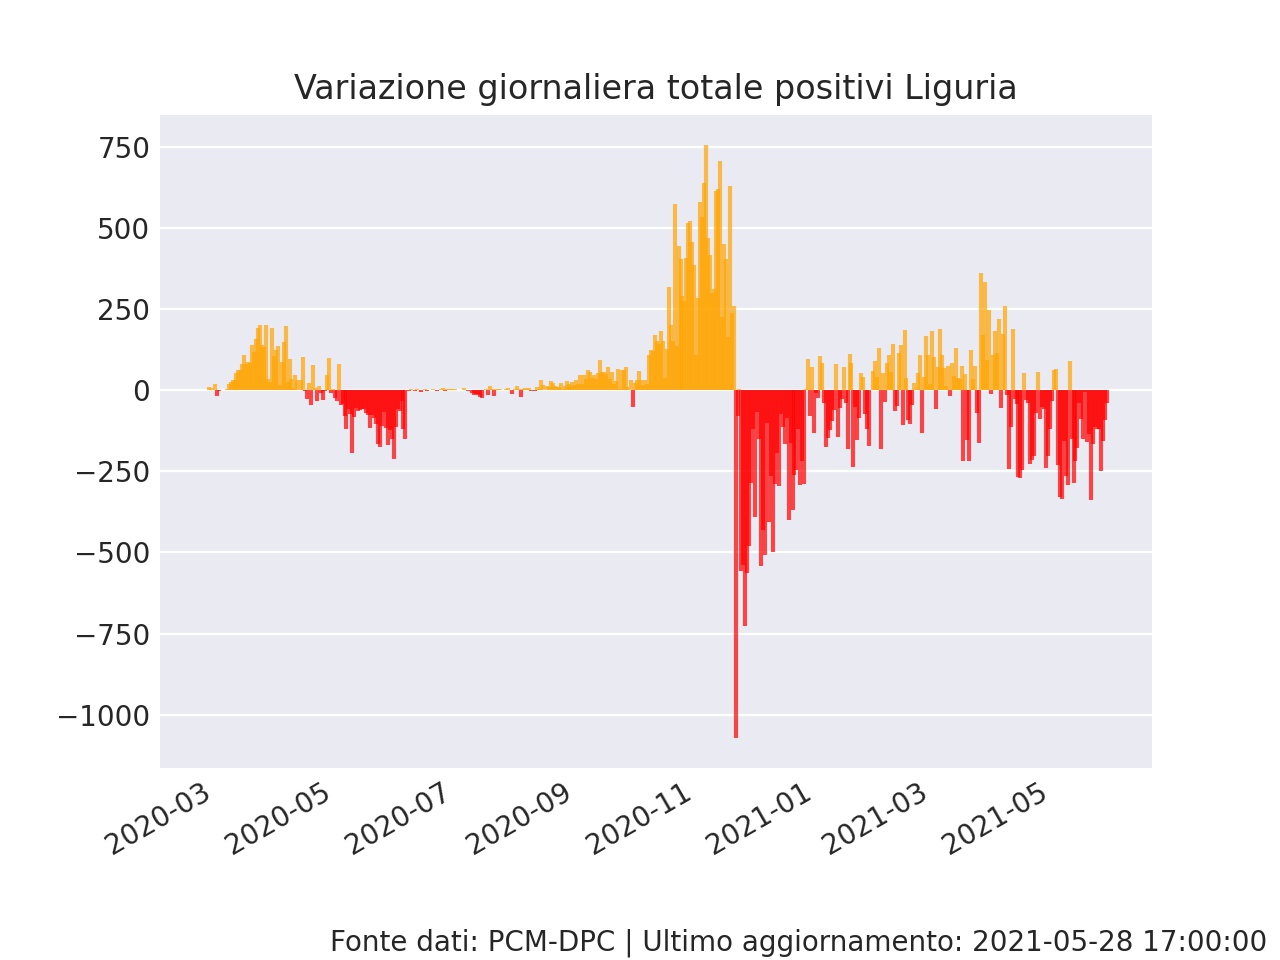 Variazione giornaliera totale positivi Liguria
750
500
250
0
−250
−500
−750
−1000
2020-03 2020-05 2020-07 2020-09 2020-11 2021-01 2021-03 2021-05
Fonte dati: PCM-DPC | Ultimo aggiornamento: 2021-05-28 17:00:00